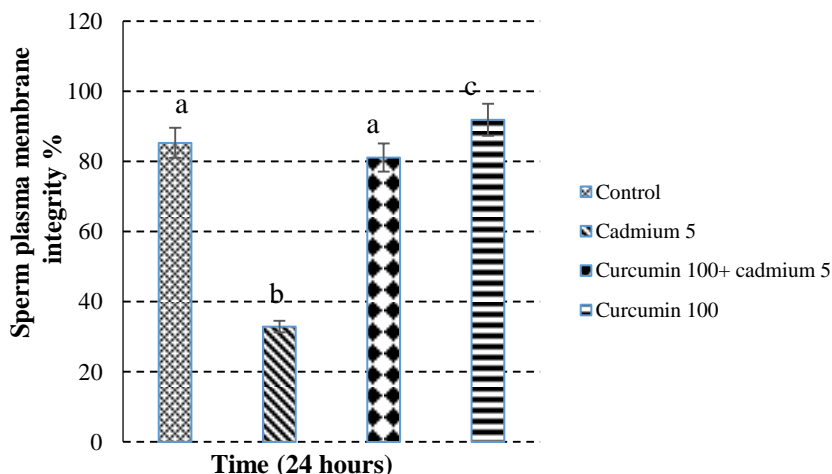 Sperm plasma membrane
integrity %
120
100
80
60
40
20
0
a
b
a
c
Time (24 hours)
Control
Cadmium 5
Curcumin 100+ cadmium 5
Curcumin 100